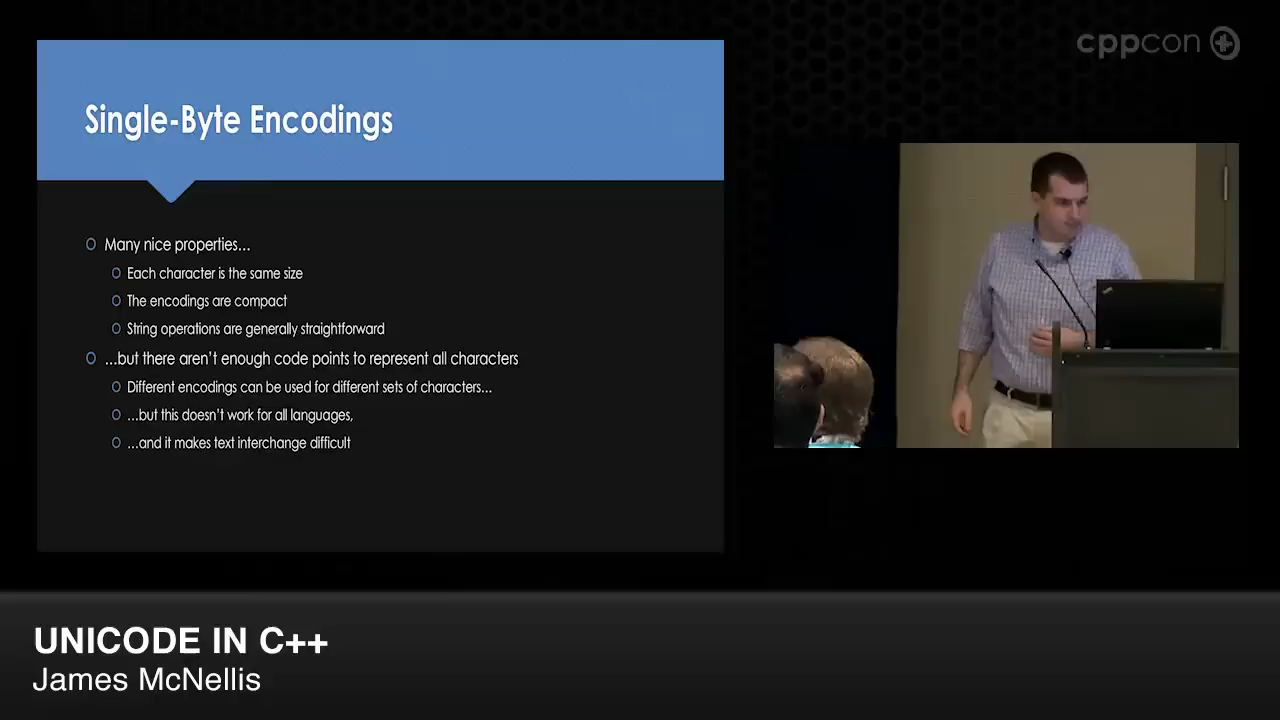 cppcon
Single-Byte Encodings
Many nice properties...
Each character is the same size
The encodings are compact
String operations are generally straightforward
...but there aren't enough code points to represent all characters
Different encodings can be used for different sets of characters...
...but this doesn't work for all languages,
...and it makes text interchange difficult
UNICODE IN C++
James McNellis